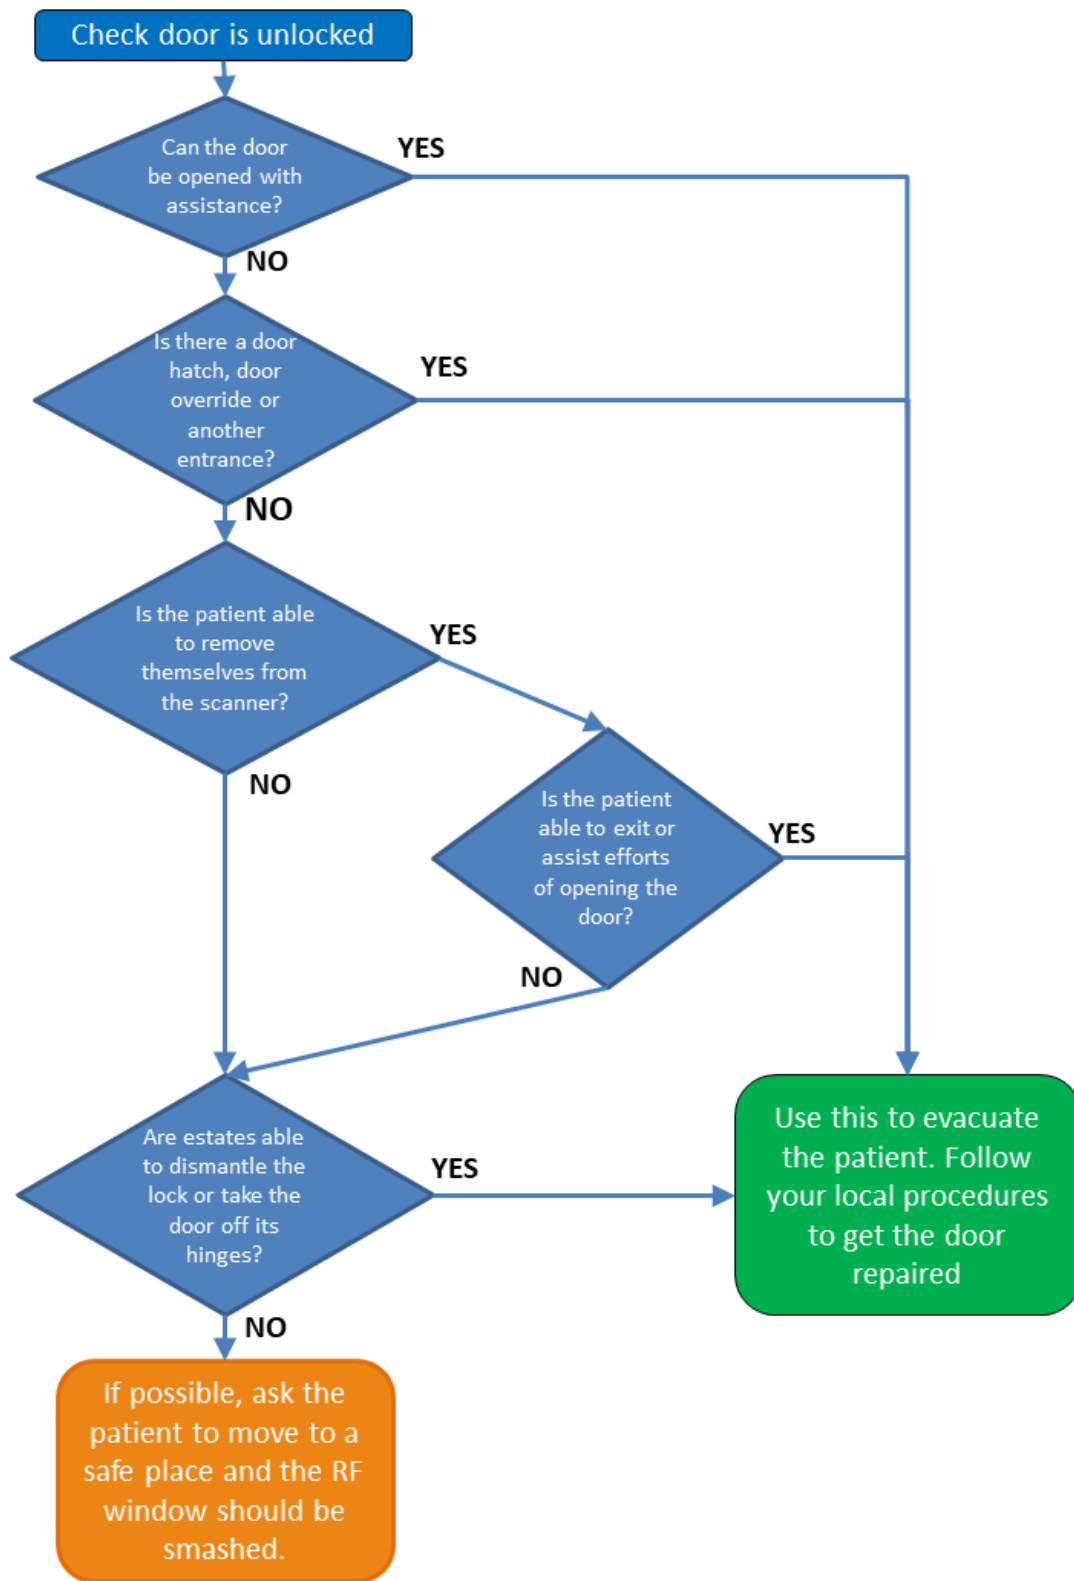 Check door is unlocked
Can the door
be opened with
assistance?
YES
NO
Is there a door
hatch, door
override or
another
entrance?
YES
NO
Is the patient able
to remove
themselves from
the scanner?
YES
NO
Is the patient
able to exit or
assist efforts
of opening the
door?
YES
NO
Are estates able
to dismantle the
lock or take the
door off its
hinges?
YES
NO
Use this to evacuate
the patient. Follow
your local procedures
to get the door
repaired
If possible, ask the
patient to move to a
safe place and the RF
window should be
smashed.